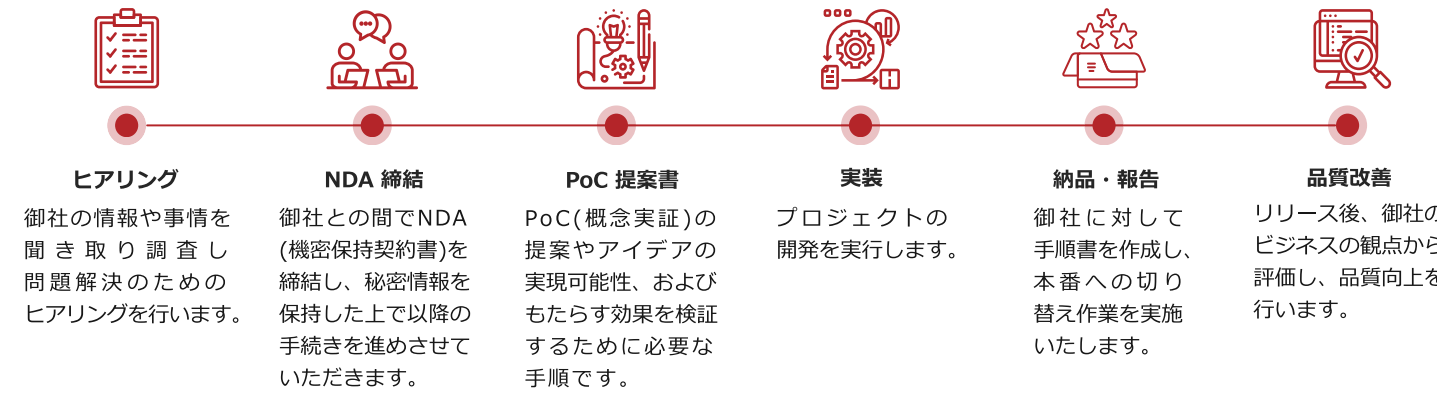 ヒアリング
御社の情報や事情を
聞き取り調査し
問題解決のための
ヒアリングを行います。
NDA 締結
御社との間でNDA
(機密保持契約書)を
締結し、秘密情報を
保持した上で以降の
手続きを進めさせて
いただきます。
PoC 提案書
PoC(概念実証)の
提案やアイデアの
実現可能性、および
もたらす効果を検証
するために必要な
手順です。
実装
プロジェクトの
開発を実行します。
納品・報告
御社に対して
手順書を作成し、
本番への切り
替え作業を実施
いたします。
品質改善
リリース後、御社の
ビジネスの観点から
評価し、品質向上を
行います。